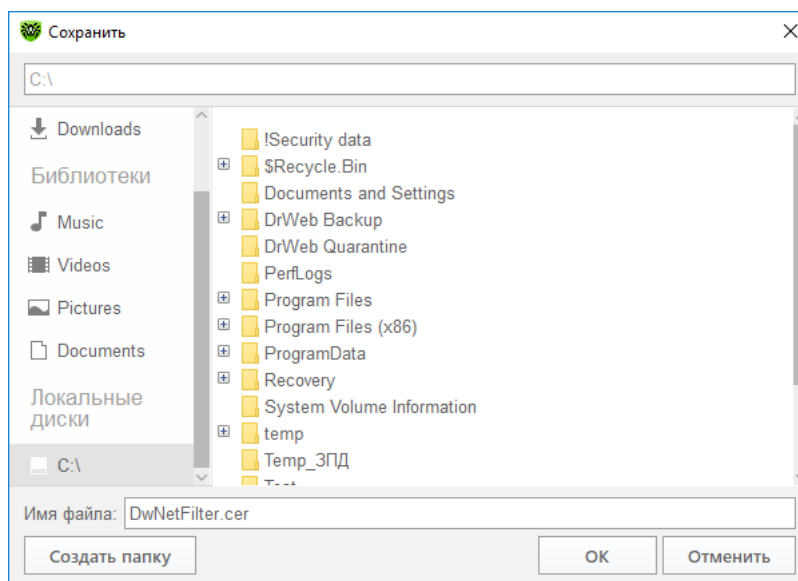 Сохранить
C:\
Downloads
Библиотеки
Music
Videos
Pictures
Documents
Локальные
диски
C:\
!Security data
$Recycle.Bin
Documents and Settings
DrWeb Backup
DrWeb Quarantine
PerfLogs
Program Files
Program Files (x86)
ProgramData
Recovery
System Volume Information
temp
Temp_ЗПД
Имя файла: DwNetFilter.cer
Создать папку
ОК
Отменить